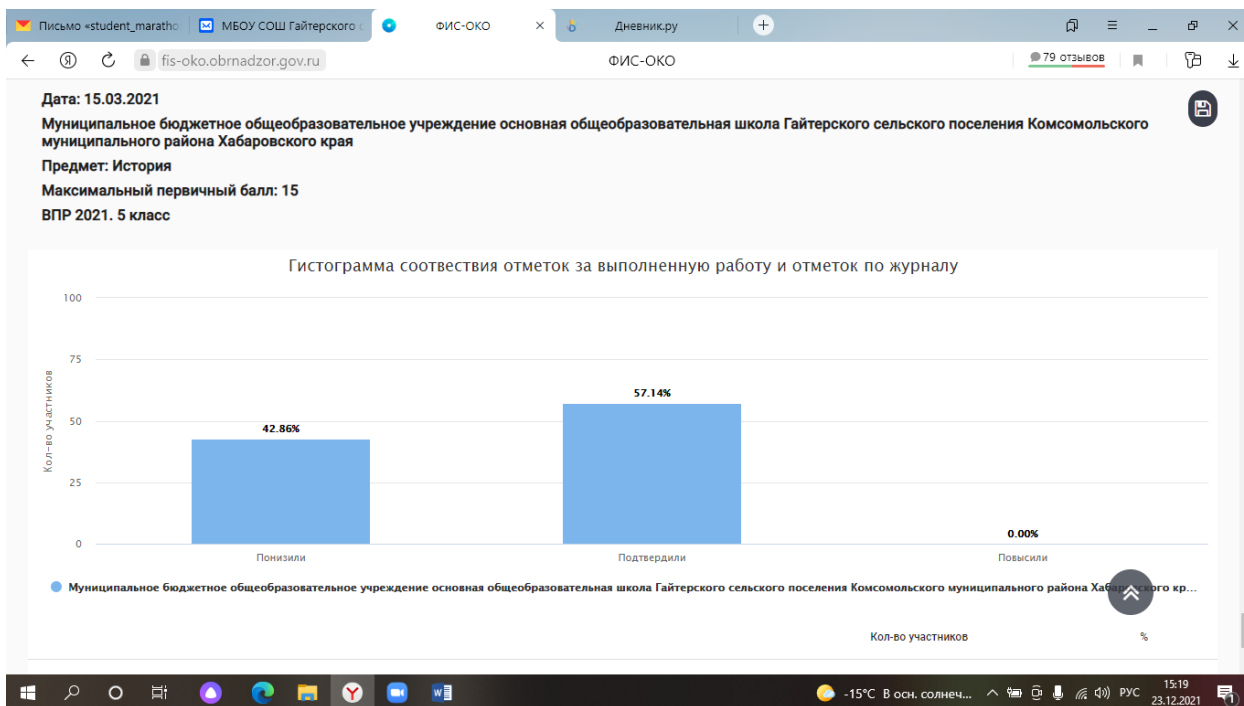 Письмо «student_maratho
МБОУ СОШ Гайтерского с
ФИС-ОКО
Дневник.ру
fis-oko.obrnadzor.gov.ru
ФИС-ОКО
79 отзывов
Дата: 15.03.2021
Муниципальное бюджетное общеобразовательное учреждение основная общеобразовательная школа Гайтерского сельского поселения Комсомольского
муниципального района Хабаровского края
Предмет: История
Максимальный первичный балл: 15
ВПР 2021. 5 класс
Гистограмма соотвествия отметок за выполненную работу и отметок по журналу
100
75
50
25
0
Кол-во участников
42.86%
57.14%
0.00%
Понизили
Подтвердили
Повысили
Муниципальное бюджетное общеобразовательное учреждение основная общеобразовательная школа Гайтерского сельского поселения Комсомольского муниципального района кр...
Кол-во участников %
-15°C В осн. солнеч...
РУС
15:19
23.12.2021